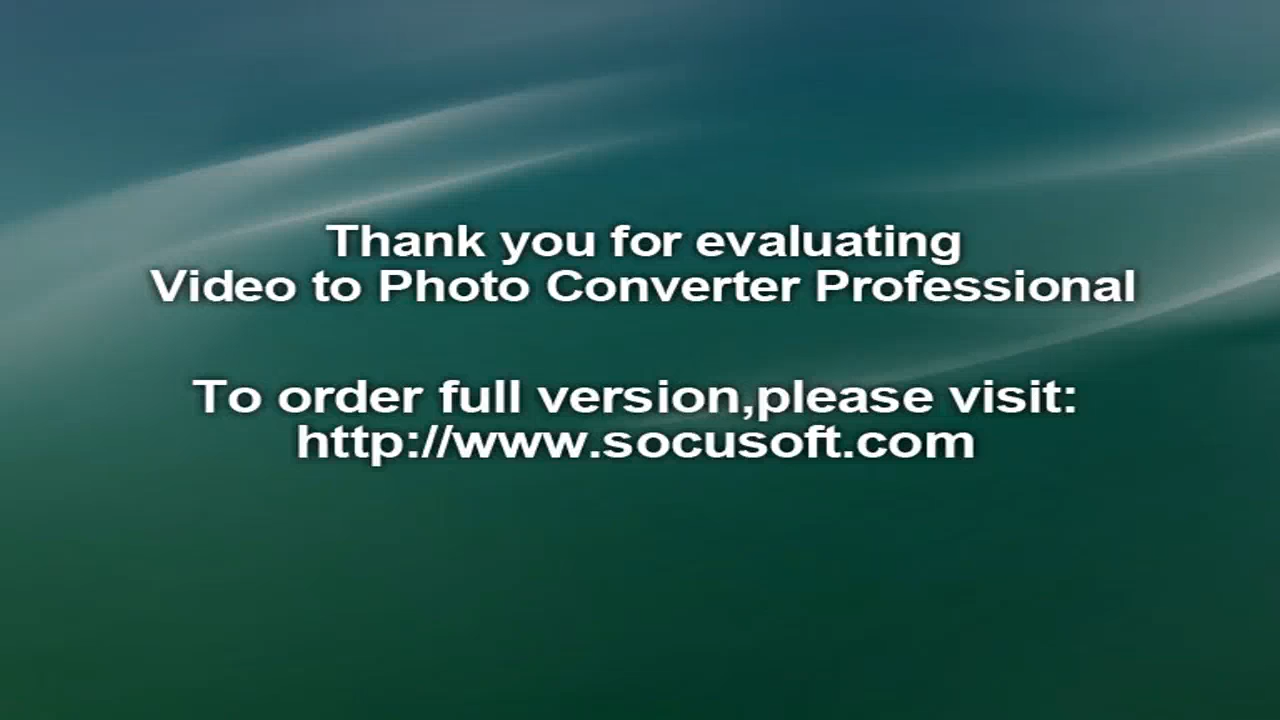 Thank you for evaluating
Video to Photo Converter Professional
To order full version,please visit:
http://www.socusoft.com